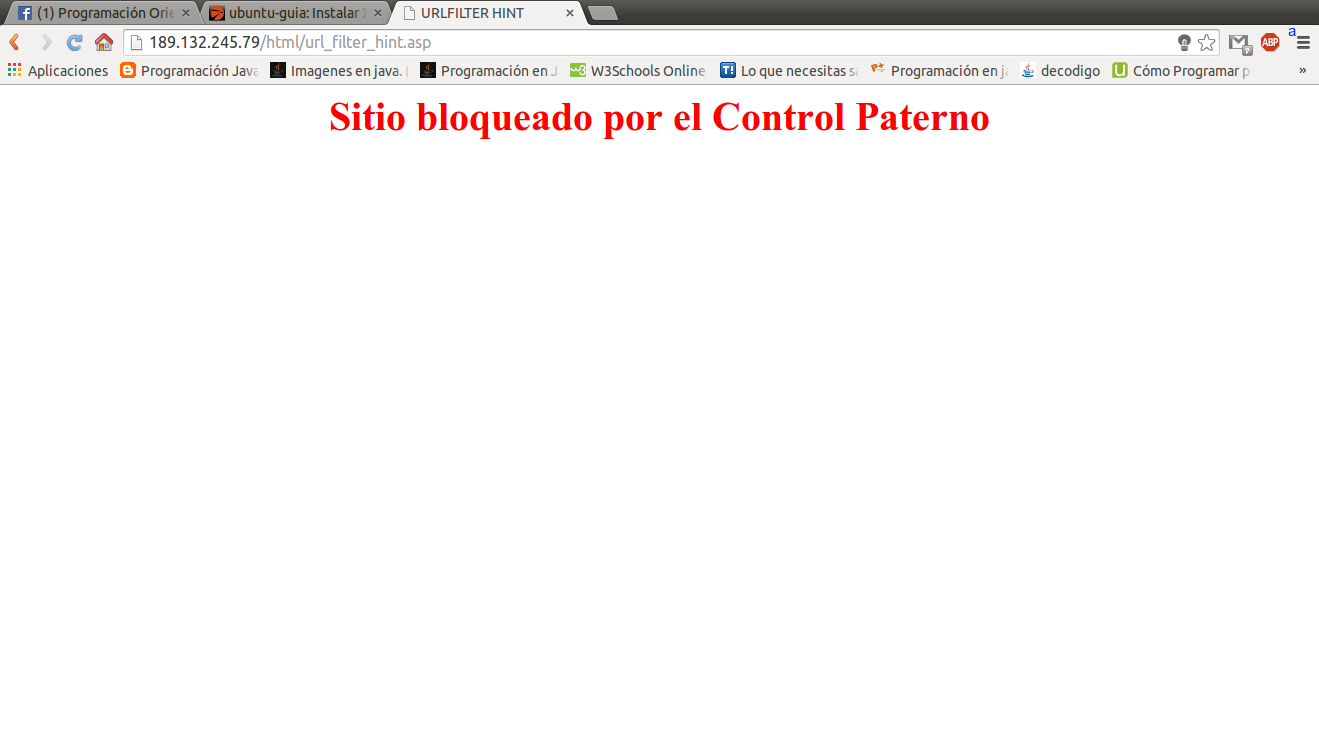 (1) Programación Orie
ubuntu-guia: Instalar
URLFILTER HINT
189.132.245.79/html/url_filter_hint.asp
ABP
a
Aplicaciones
Programación Java
Imagenes en java. (
Programación en J
W3Schools Online
Lo que necesitas sa
Programación en ja
decodigo
Cómo Programar p
»
Sitio bloqueado por el Control Paterno